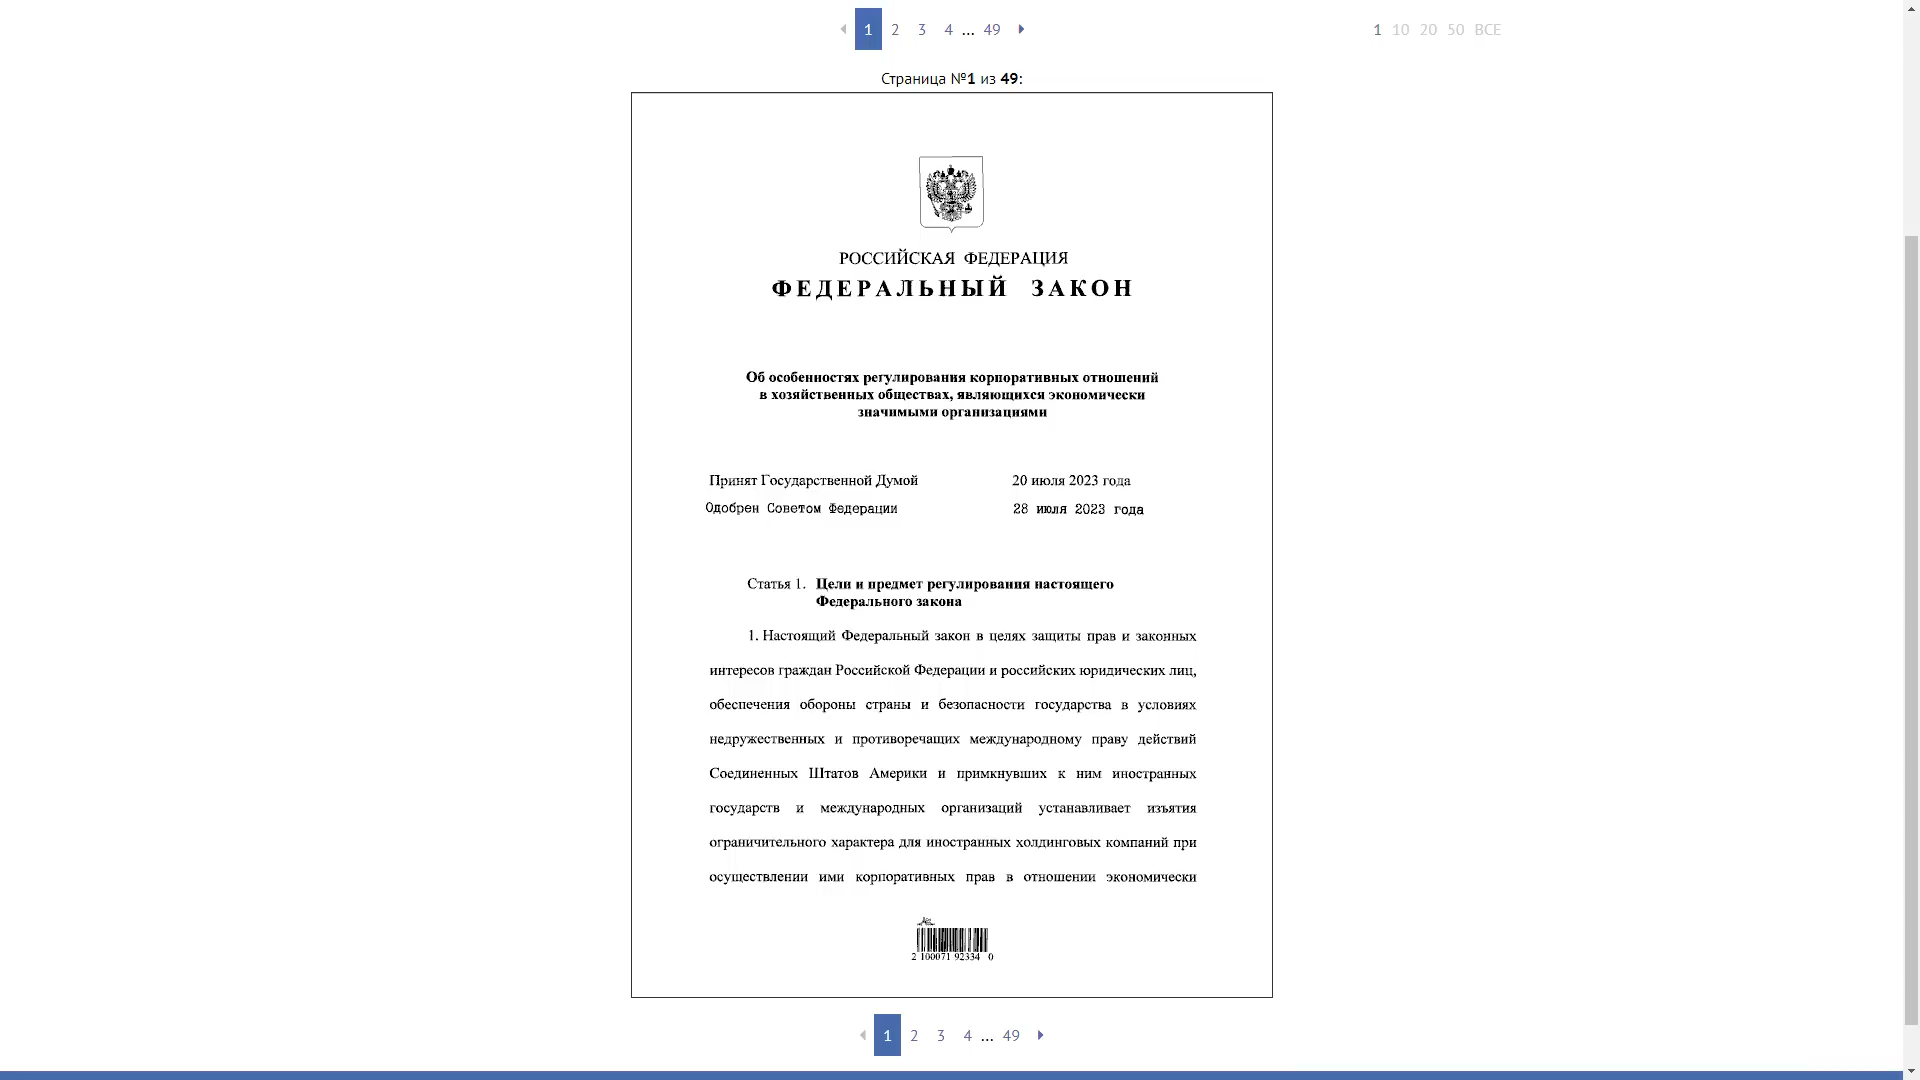 1 2 3 4 ... 49
1 10 20 50 ВСЕ
Страница №1 из 49:
РОССИЙСКАЯ ФЕДЕРАЦИЯ
ФЕДЕРАЛЬНЫЙ ЗАКОН
Об особенностях регулирования корпоративных отношений
в хозяйственных обществах, являющихся экономически
значимыми организациями
Принят Государственной Думой 20 июля 2023 года
Одобрен Советом Федерации 28 июля 2023 года
Статья 1. Цели и предмет регулирования настоящего
Федерального закона
1. Настоящий Федеральный закон в целях защиты прав и законных
интересов граждан Российской Федерации и российских юридических лиц,
обеспечения обороны страны и безопасности государства в условиях
недружественных и противоречащих международному праву действий
Соединенных Штатов Америки и примкнувших к ним иностранных
государств и международных организаций устанавливает изъятия
ограничительного характера для иностранных холдинговых компаний при
осуществлении ими корпоративных прав в отношении экономически
2 100071 92334 0
1 2 3 4 ... 49